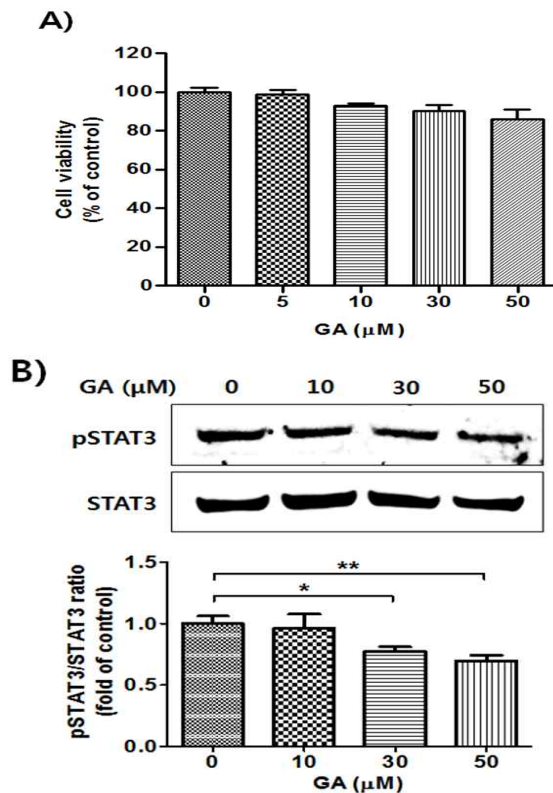 A)
Cell viability
(% of control)
120
100
80
60
40
20
0
0 5 10 30 50
GA (μM)
B)
GA (μM) 0 10 30 50
pSTAT3
STAT3
pSTAT3/STAT3 ratio
(fold of control)
1.5
1.0
0.5
0.0
**
*
0 10 30 50
GA (μM)